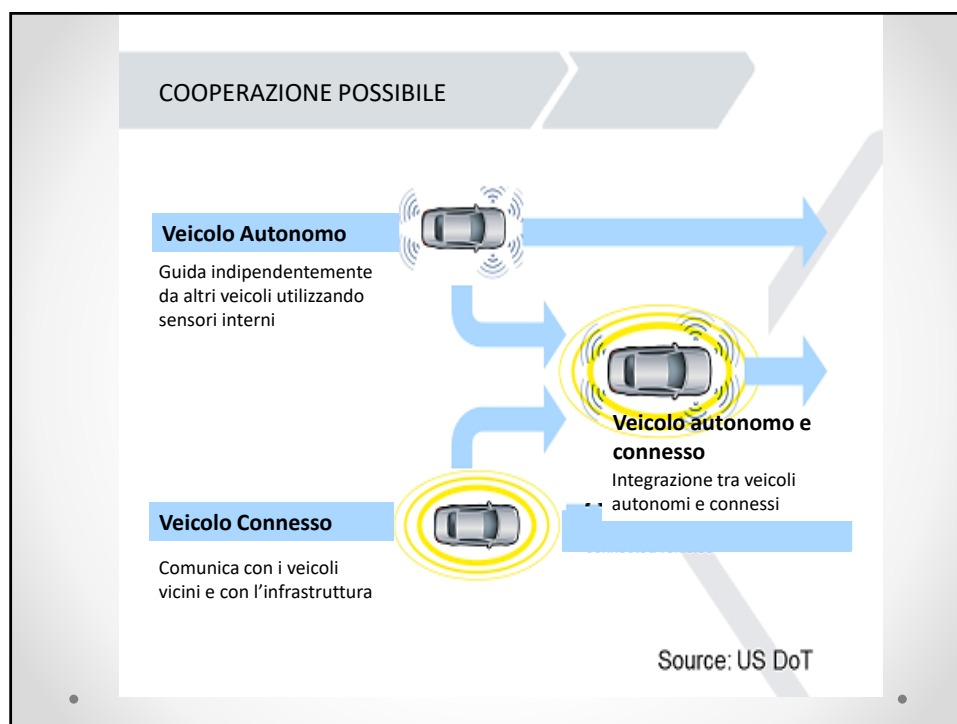 COOPERAZIONE POSSIBILE
Veicolo Autonomo
Guida indipendentemente
da altri veicoli utilizzando
sensori interni
Veicolo autonomo e
connesso
Integrazione tra veicoli
autonomi e connessi
Veicolo Connesso
Comunica con i veicoli
vicini e con l’infrastruttura
Source: US DoT